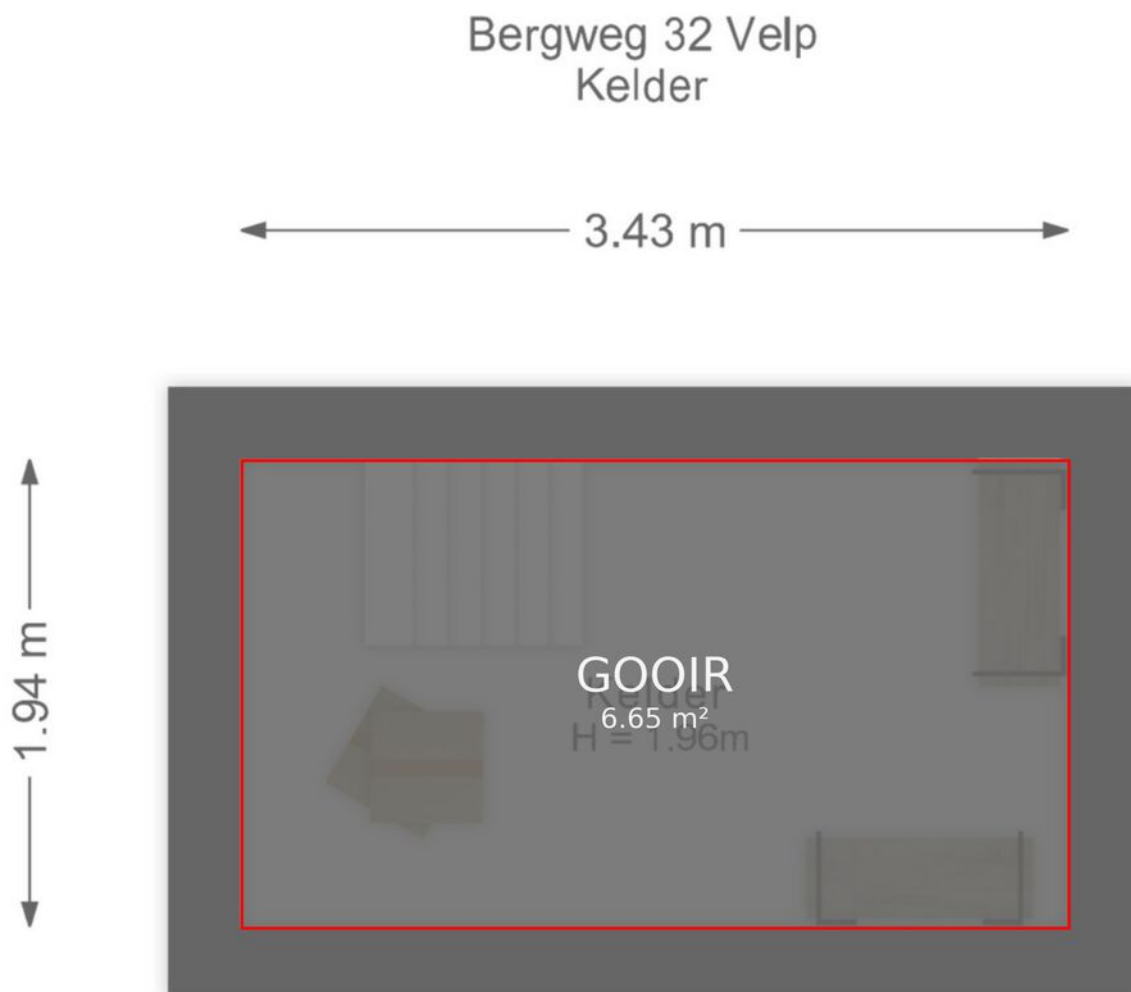 Bergweg 32 Velp
Kelder
3.43 m
1.94 m
GOOIR
Kelder
6.65 m²
H = 1.96m